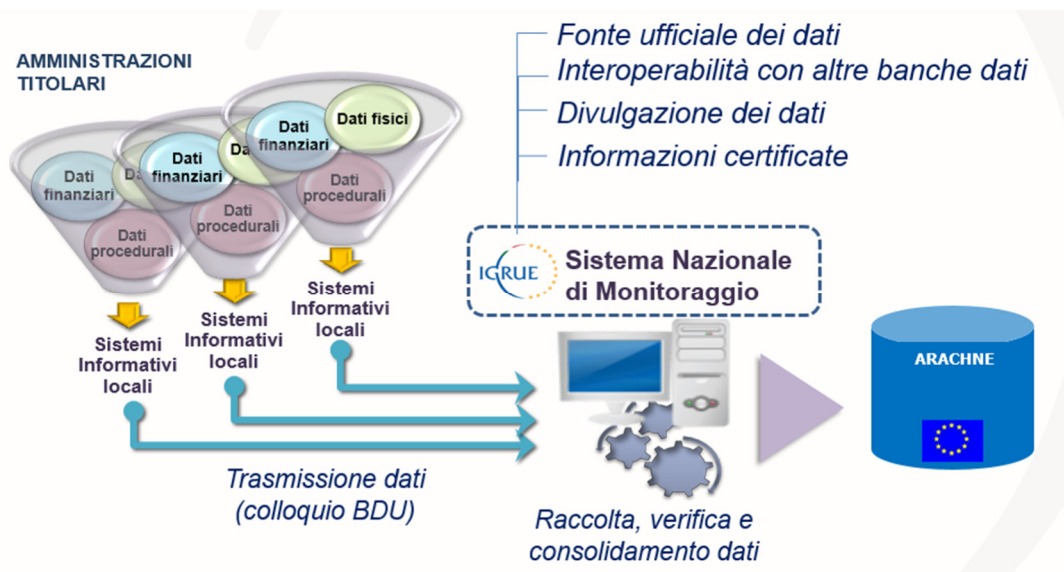 AMMINISTRAZIONI
TITOLARI
Fonte ufficiale dei dati
Interoperabilità con altre banche dati
Divulgazione dei dati
Informazioni certificate
Dati
finanziari
Dati
procedurali
Dati
finanziari
Dati
procedurali
Dati
finanziari
Dati fisici
Dati
procedurali
Sistemi
Informativi
locali
Sistemi
Informativi
locali
Sistemi
Informativi
locali
IGRUE
Sistema Nazionale
di Monitoraggio
ARACHNE
Trasmissione dati
(colloquio BDU)
Raccolta, verifica e
consolidamento dati